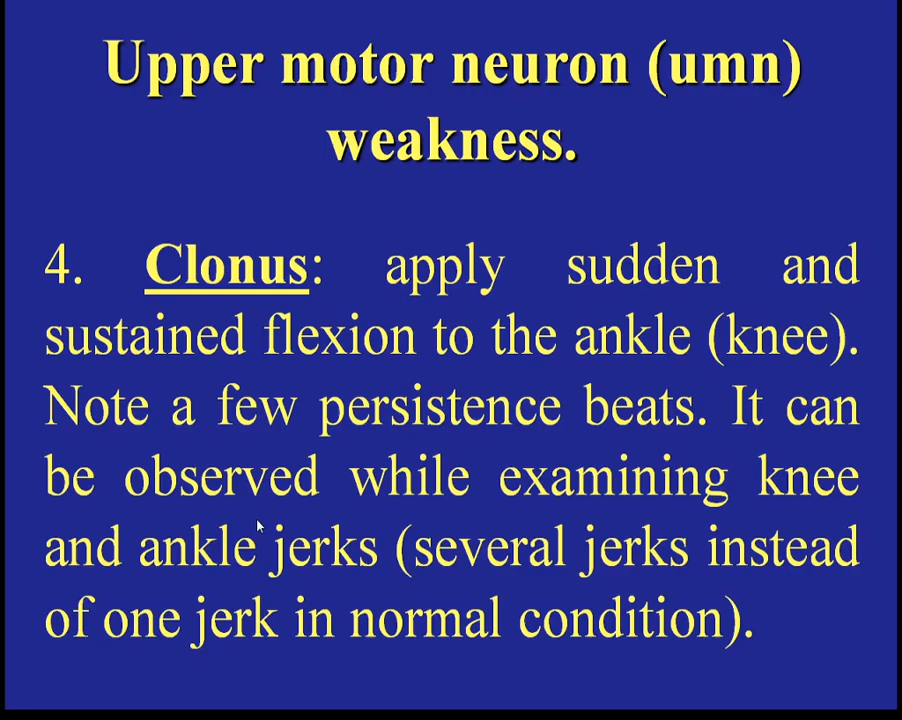 Upper motor neuron (umn)
weakness.
4. Clonus: apply sudden and
sustained flexion to the ankle (knee).
Note a few persistence beats. It can
be observed while examining knee
and ankle jerks (several jerks instead
of one jerk in normal condition).